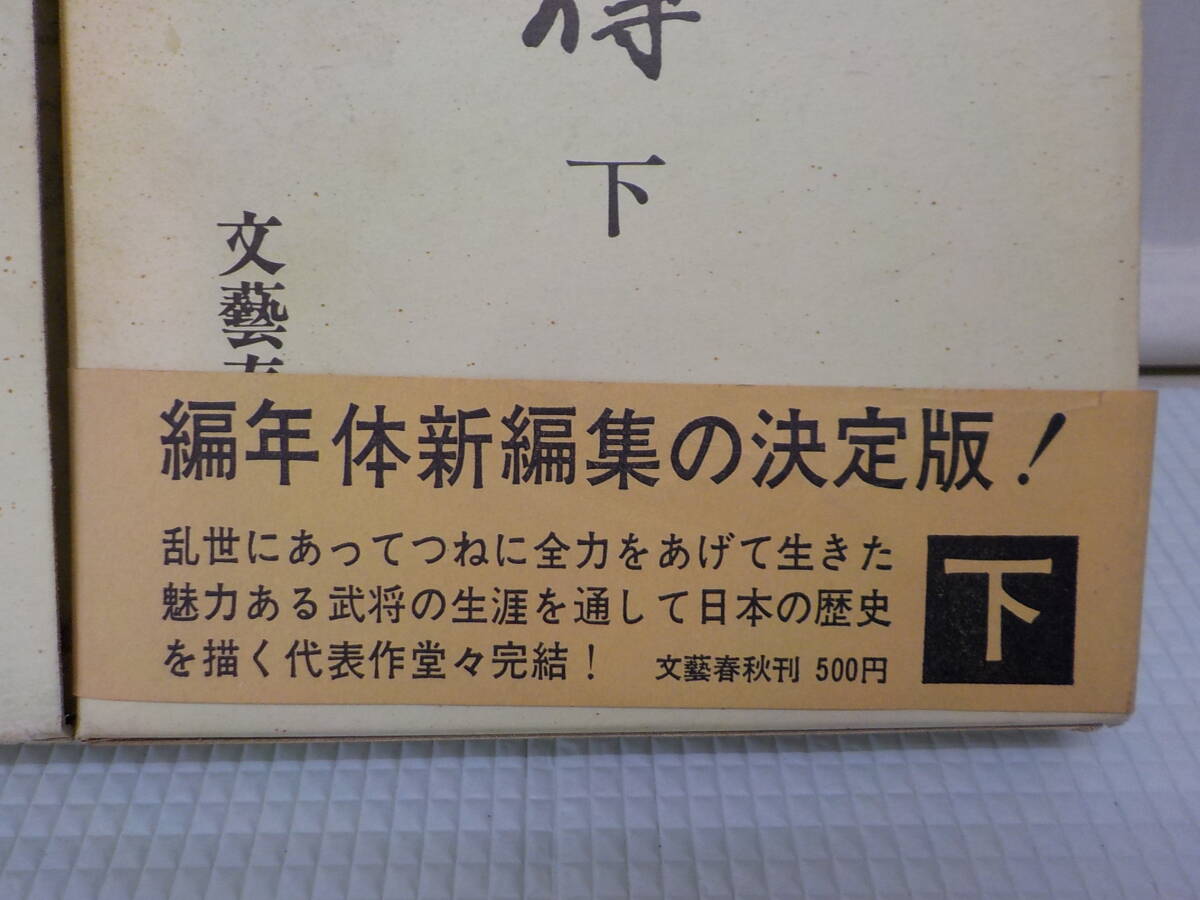 下
文藝
編年体新編集の決定版！
乱世にあってつねに全力をあげて生きた
魅力ある武将の生涯を通して日本の歴史
を描く代表作堂々完結！ 文藝春秋刊 500円
下